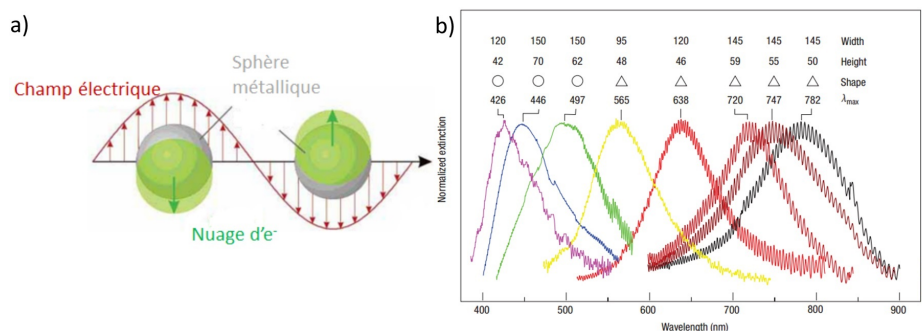 a)
Sphère
métallique
Champ électrique
Nuage d'e-
b)
120 150 150 95 120 145 145 145 Width
42 70 62 48 46 59 55 50 Height
Shape
426 446 497 565 638 720 747 782 λmax
Normalized extinction
400 500 600 700 800 900
Wavelength (nm)